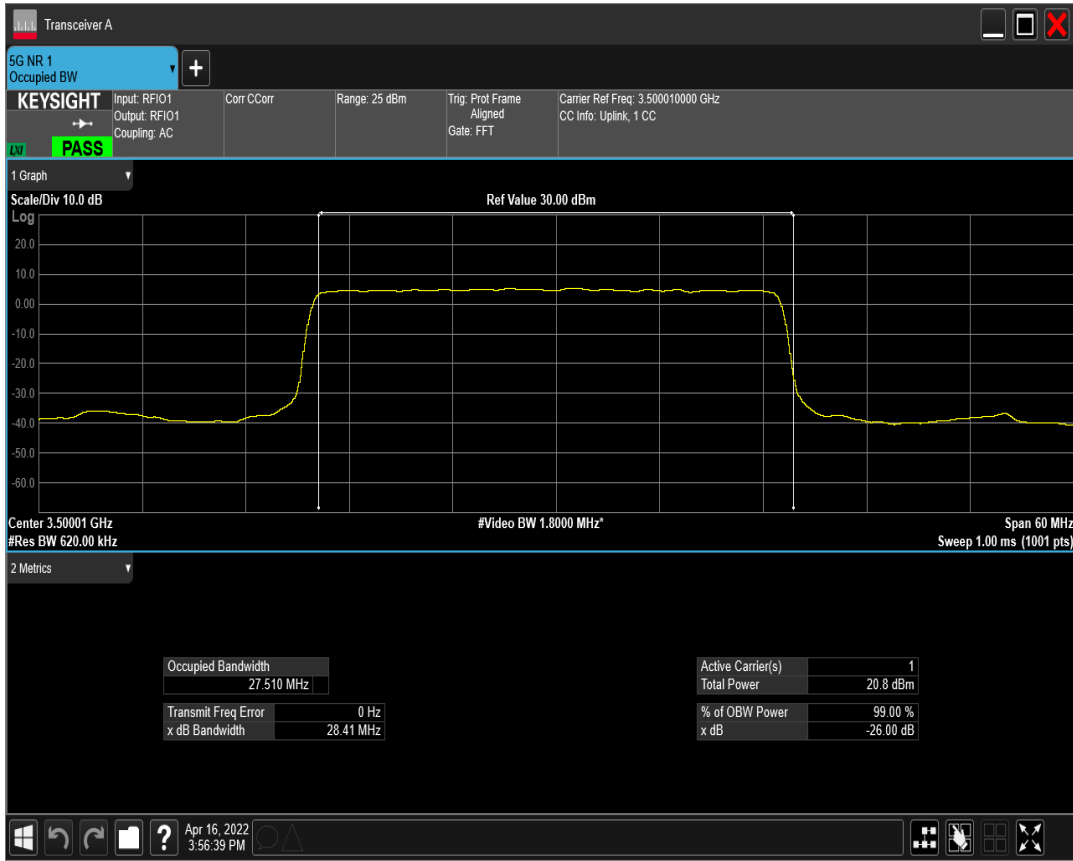 Transceiver A
5G NR 1
Occupied BW
KEYSIGHT
LXI
PASS
Input: RFIO1
Output: RFIO1
Coupling: AC
Corr CCorr
Range: 25 dBm
Trig: Prot Frame
Aligned
Gate: FFT
Carrier Ref Freq: 3.500010000 GHz
CC Info: Uplink, 1 CC
1 Graph
Scale/Div 10.0 dB
Ref Value 30.00 dBm
Log
20.0
10.0
0.00
-10.0
-20.0
-30.0
-40.0
-50.0
-60.0
Center 3.50001 GHz
#Video BW 1.8000 MHz*
Span 60 MHz
#Res BW 620.00 kHz
Sweep 1.00 ms (1001 pts)
2 Metrics
Occupied Bandwidth
27.510 MHz
Transmit Freq Error 0 Hz
x dB Bandwidth 28.41 MHz
Active Carrier(s) 1
Total Power 20.8 dBm
% of OBW Power 99.00 %
x dB -26.00 dB
?
Apr 16, 2022
3:56:39 PM